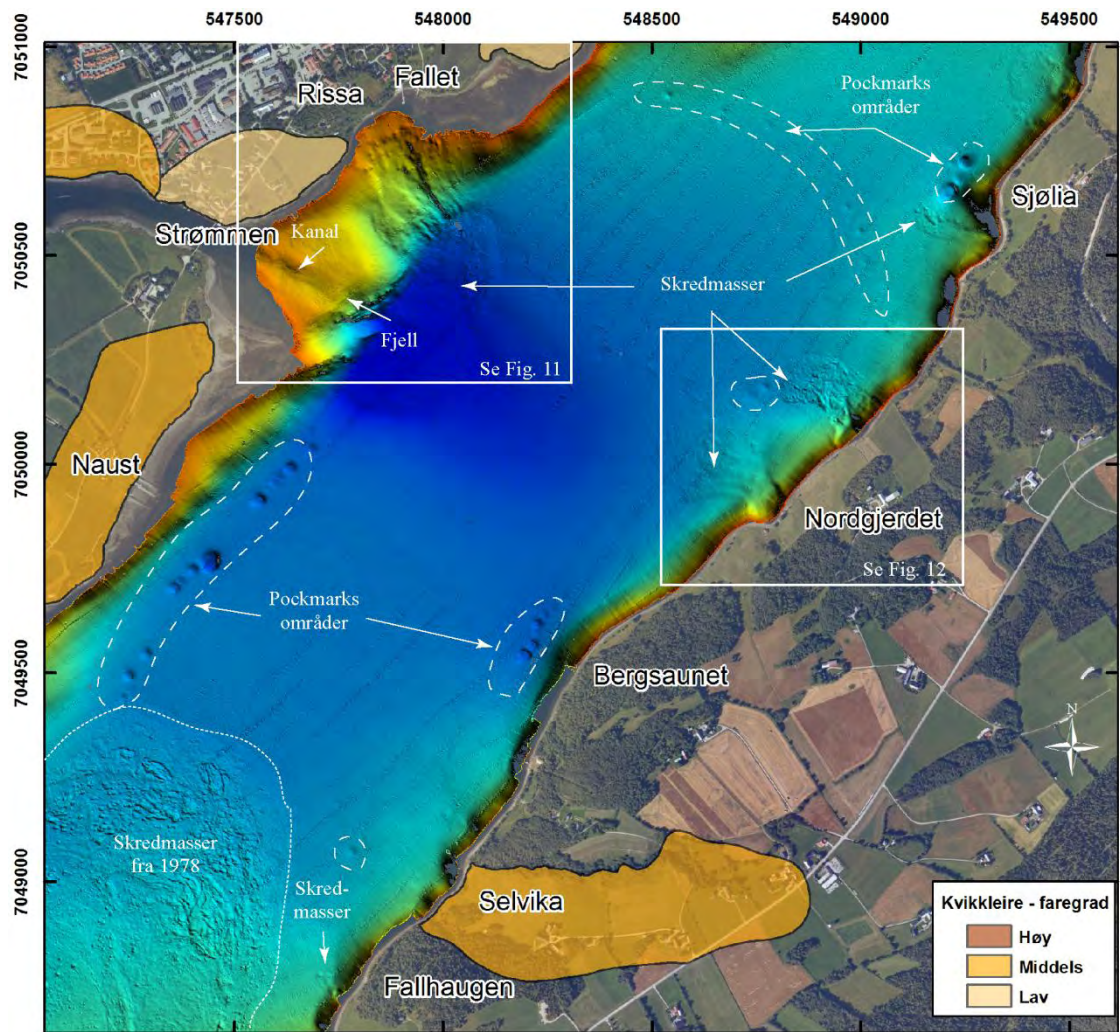 547500 548000 548500 549000 549500
7051000
7050500
7050000
7049500
7049000
Fallet
Rissa
Pockmarks
områder
Sjølia
Strømmen
Kanal
Skredmasser
Fjell
Se Fig. 11
Naust
Nordgjerdet
Se Fig. 12
Pockmarks
områder
Bergsaunet
N
Skredmasser
fra 1978
Skred-
masser
Selvika
Fallhaugen
Kvikkleire - faregrad
Høy
Middels
Lav